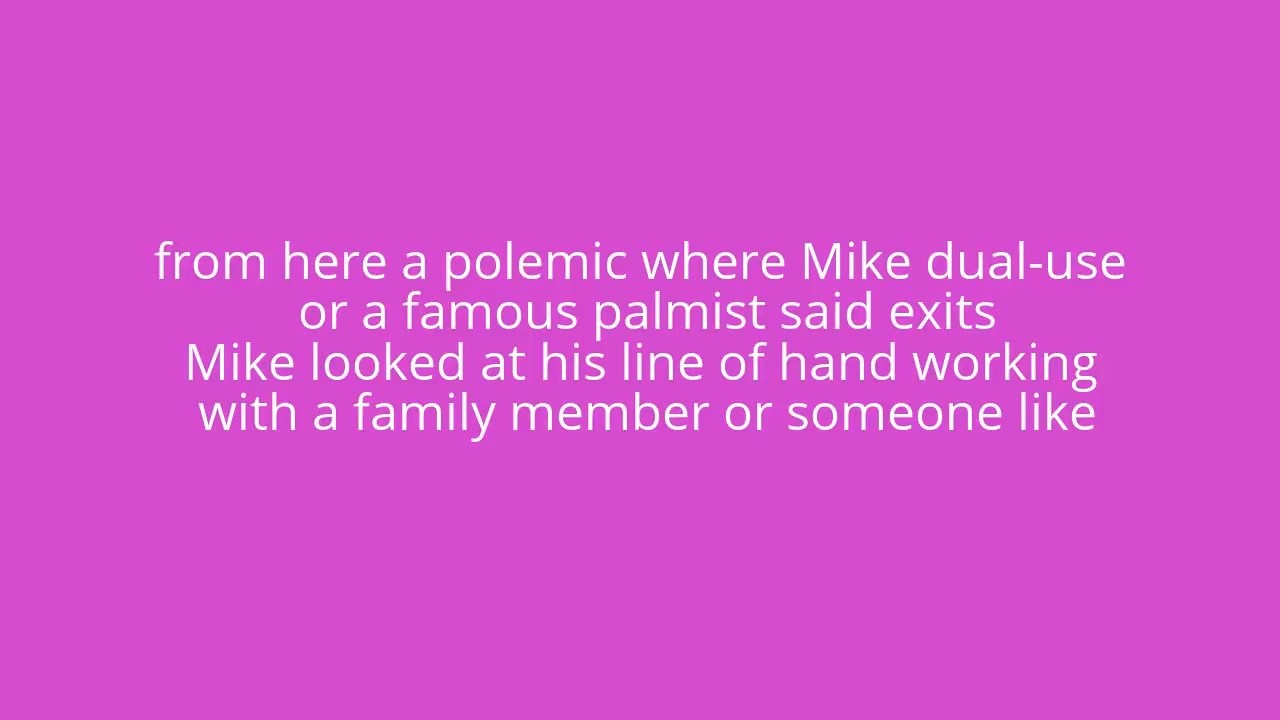 from here a polemic where Mike dual-use
or a famous palmist said exits
Mike looked at his line of hand working
with a family member or someone like